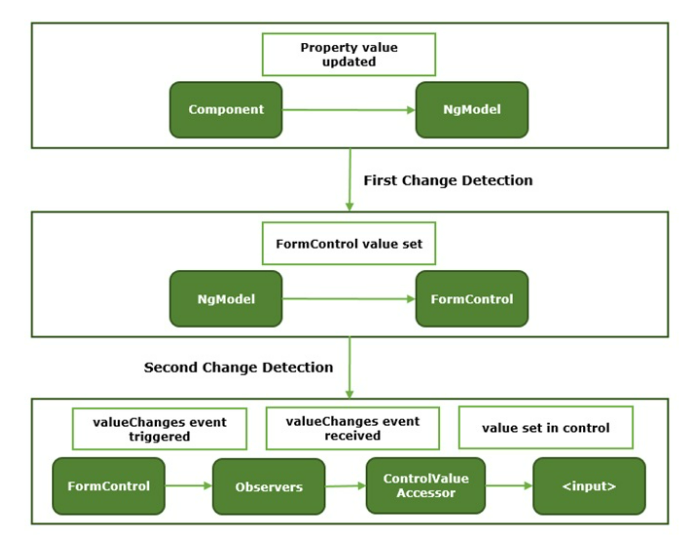 Property value
updated
Component
NgModel
First Change Detection
FormControl value set
NgModel
FormControl
Second Change Detection
valueChanges event
triggered
valueChanges event
received
value set in control
FormControl
Observers
ControlValue
Accessor
<input>